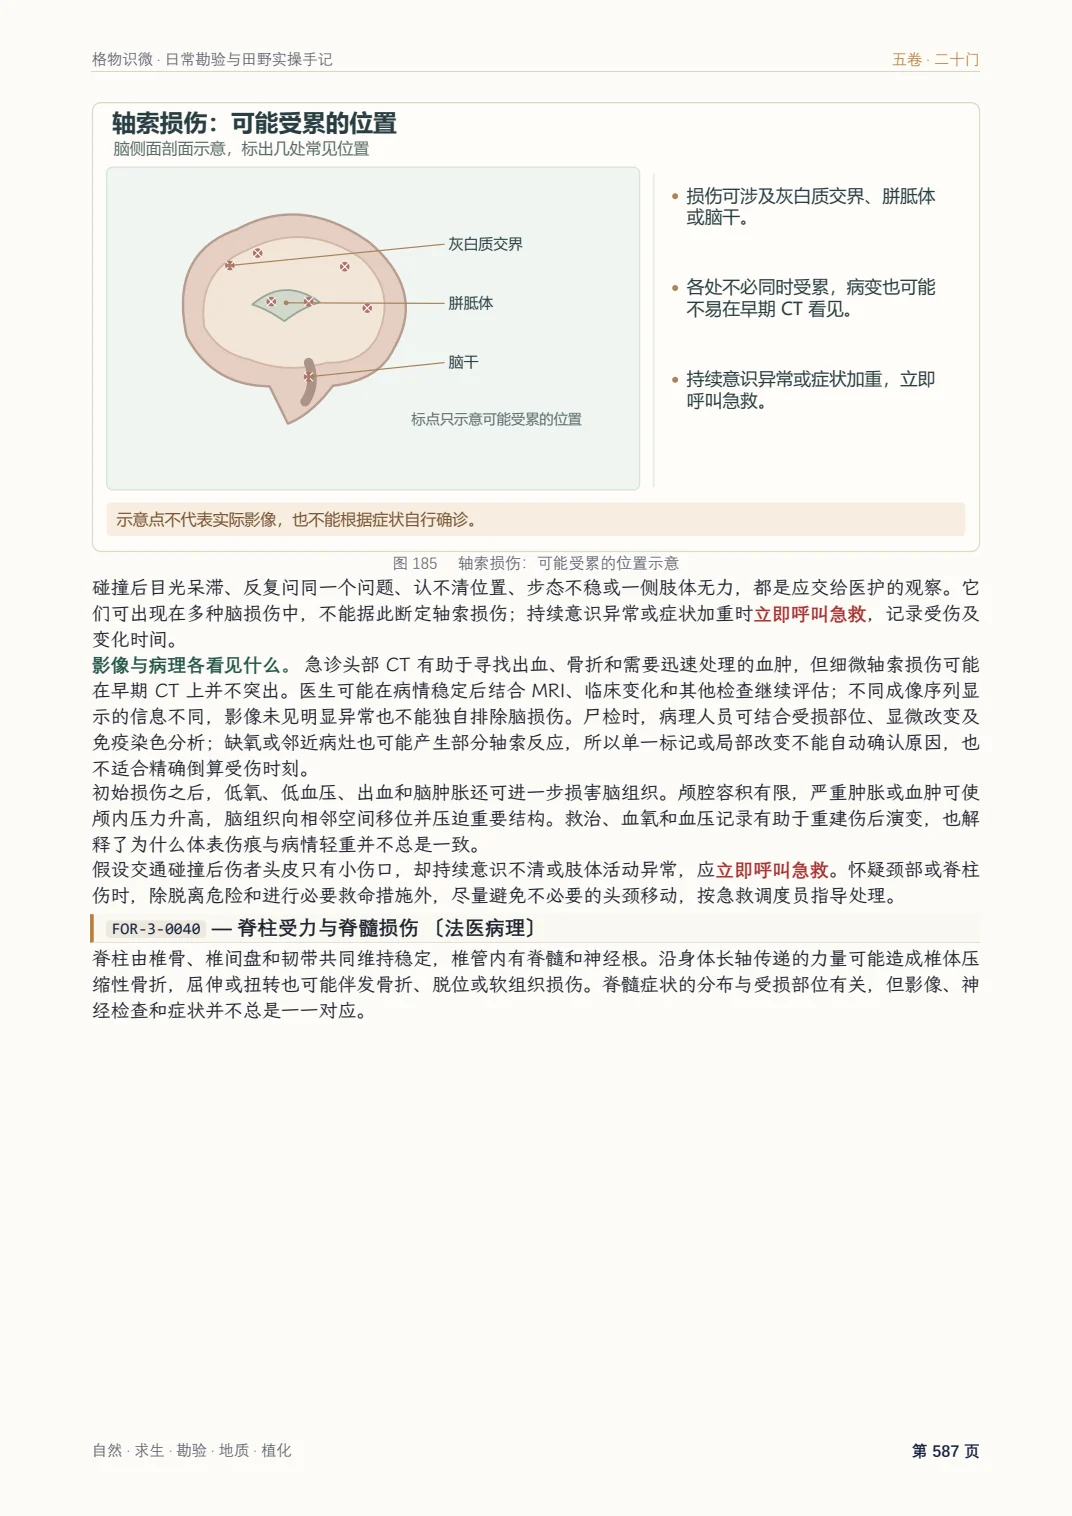 格物识微 · 日常勘验与田野实操手记
五卷 · 二十门
轴索损伤：可能受累的位置
脑侧面剖面示意，标出几处常见位置
灰白质交界
胼胝体
脑干
标点只示意可能受累的位置
• 损伤可涉及灰白质交界、胼胝体
或脑干。
• 各处不必同时受累，病变也可能
不易在早期 CT 看见。
• 持续意识异常或症状加重，立即
呼叫急救。
示意点不代表实际影像，也不能根据症状自行确诊。
图 185 轴索损伤：可能受累的位置示意
碰撞后目光呆滞、反复问同一个问题、认不清位置、步态不稳或一侧肢体无力，都是应交给医护的观察。它
们可出现在多种脑损伤中，不能据此断定轴索损伤；持续意识异常或症状加重时立即呼叫急救，记录受伤及
变化时间。
影像与病理各看见什么。 急诊头部 CT 有助于寻找出血、骨折和需要迅速处理的血肿，但细微轴索损伤可能
在早期 CT 上并不突出。医生可能在病情稳定后结合 MRI、临床变化和其他检查继续评估；不同成像序列显
示的信息不同，影像未见明显异常也不能独自排除脑损伤。尸检时，病理人员可结合受损部位、显微改变及
免疫染色分析；缺氧或邻近病灶也可能产生部分轴索反应，所以单一标记或局部改变不能自动确认原因，也
不适合精确倒算受伤时刻。
初始损伤之后，低氧、低血压、出血和脑肿胀还可进一步损害脑组织。颅腔容积有限，严重肿胀或血肿可使
颅内压力升高，脑组织向相邻空间移位并压迫重要结构。救治、血氧和血压记录有助于重建伤后演变，也解
释了为什么体表伤痕与病情轻重并不总是一致。
假设交通碰撞后伤者头皮只有小伤口，却持续意识不清或肢体活动异常，应立即呼叫急救。怀疑颈部或脊柱
伤时，除脱离危险和进行必要救命措施外，尽量避免不必要的头颈移动，按急救调度员指导处理。
FOR-3-0040 — 脊柱受力与脊髓损伤 〔法医病理〕
脊柱由椎骨、椎间盘和韧带共同维持稳定，椎管内有脊髓和神经根。沿身体长轴传递的力量可能造成椎体压
缩性骨折，屈伸或扭转也可能伴发骨折、脱位或软组织损伤。脊髓症状的分布与受损部位有关，但影像、神
经检查和症状并不总是一一对应。
自然 · 求生 · 勘验 · 地质 · 植化
第 587 页